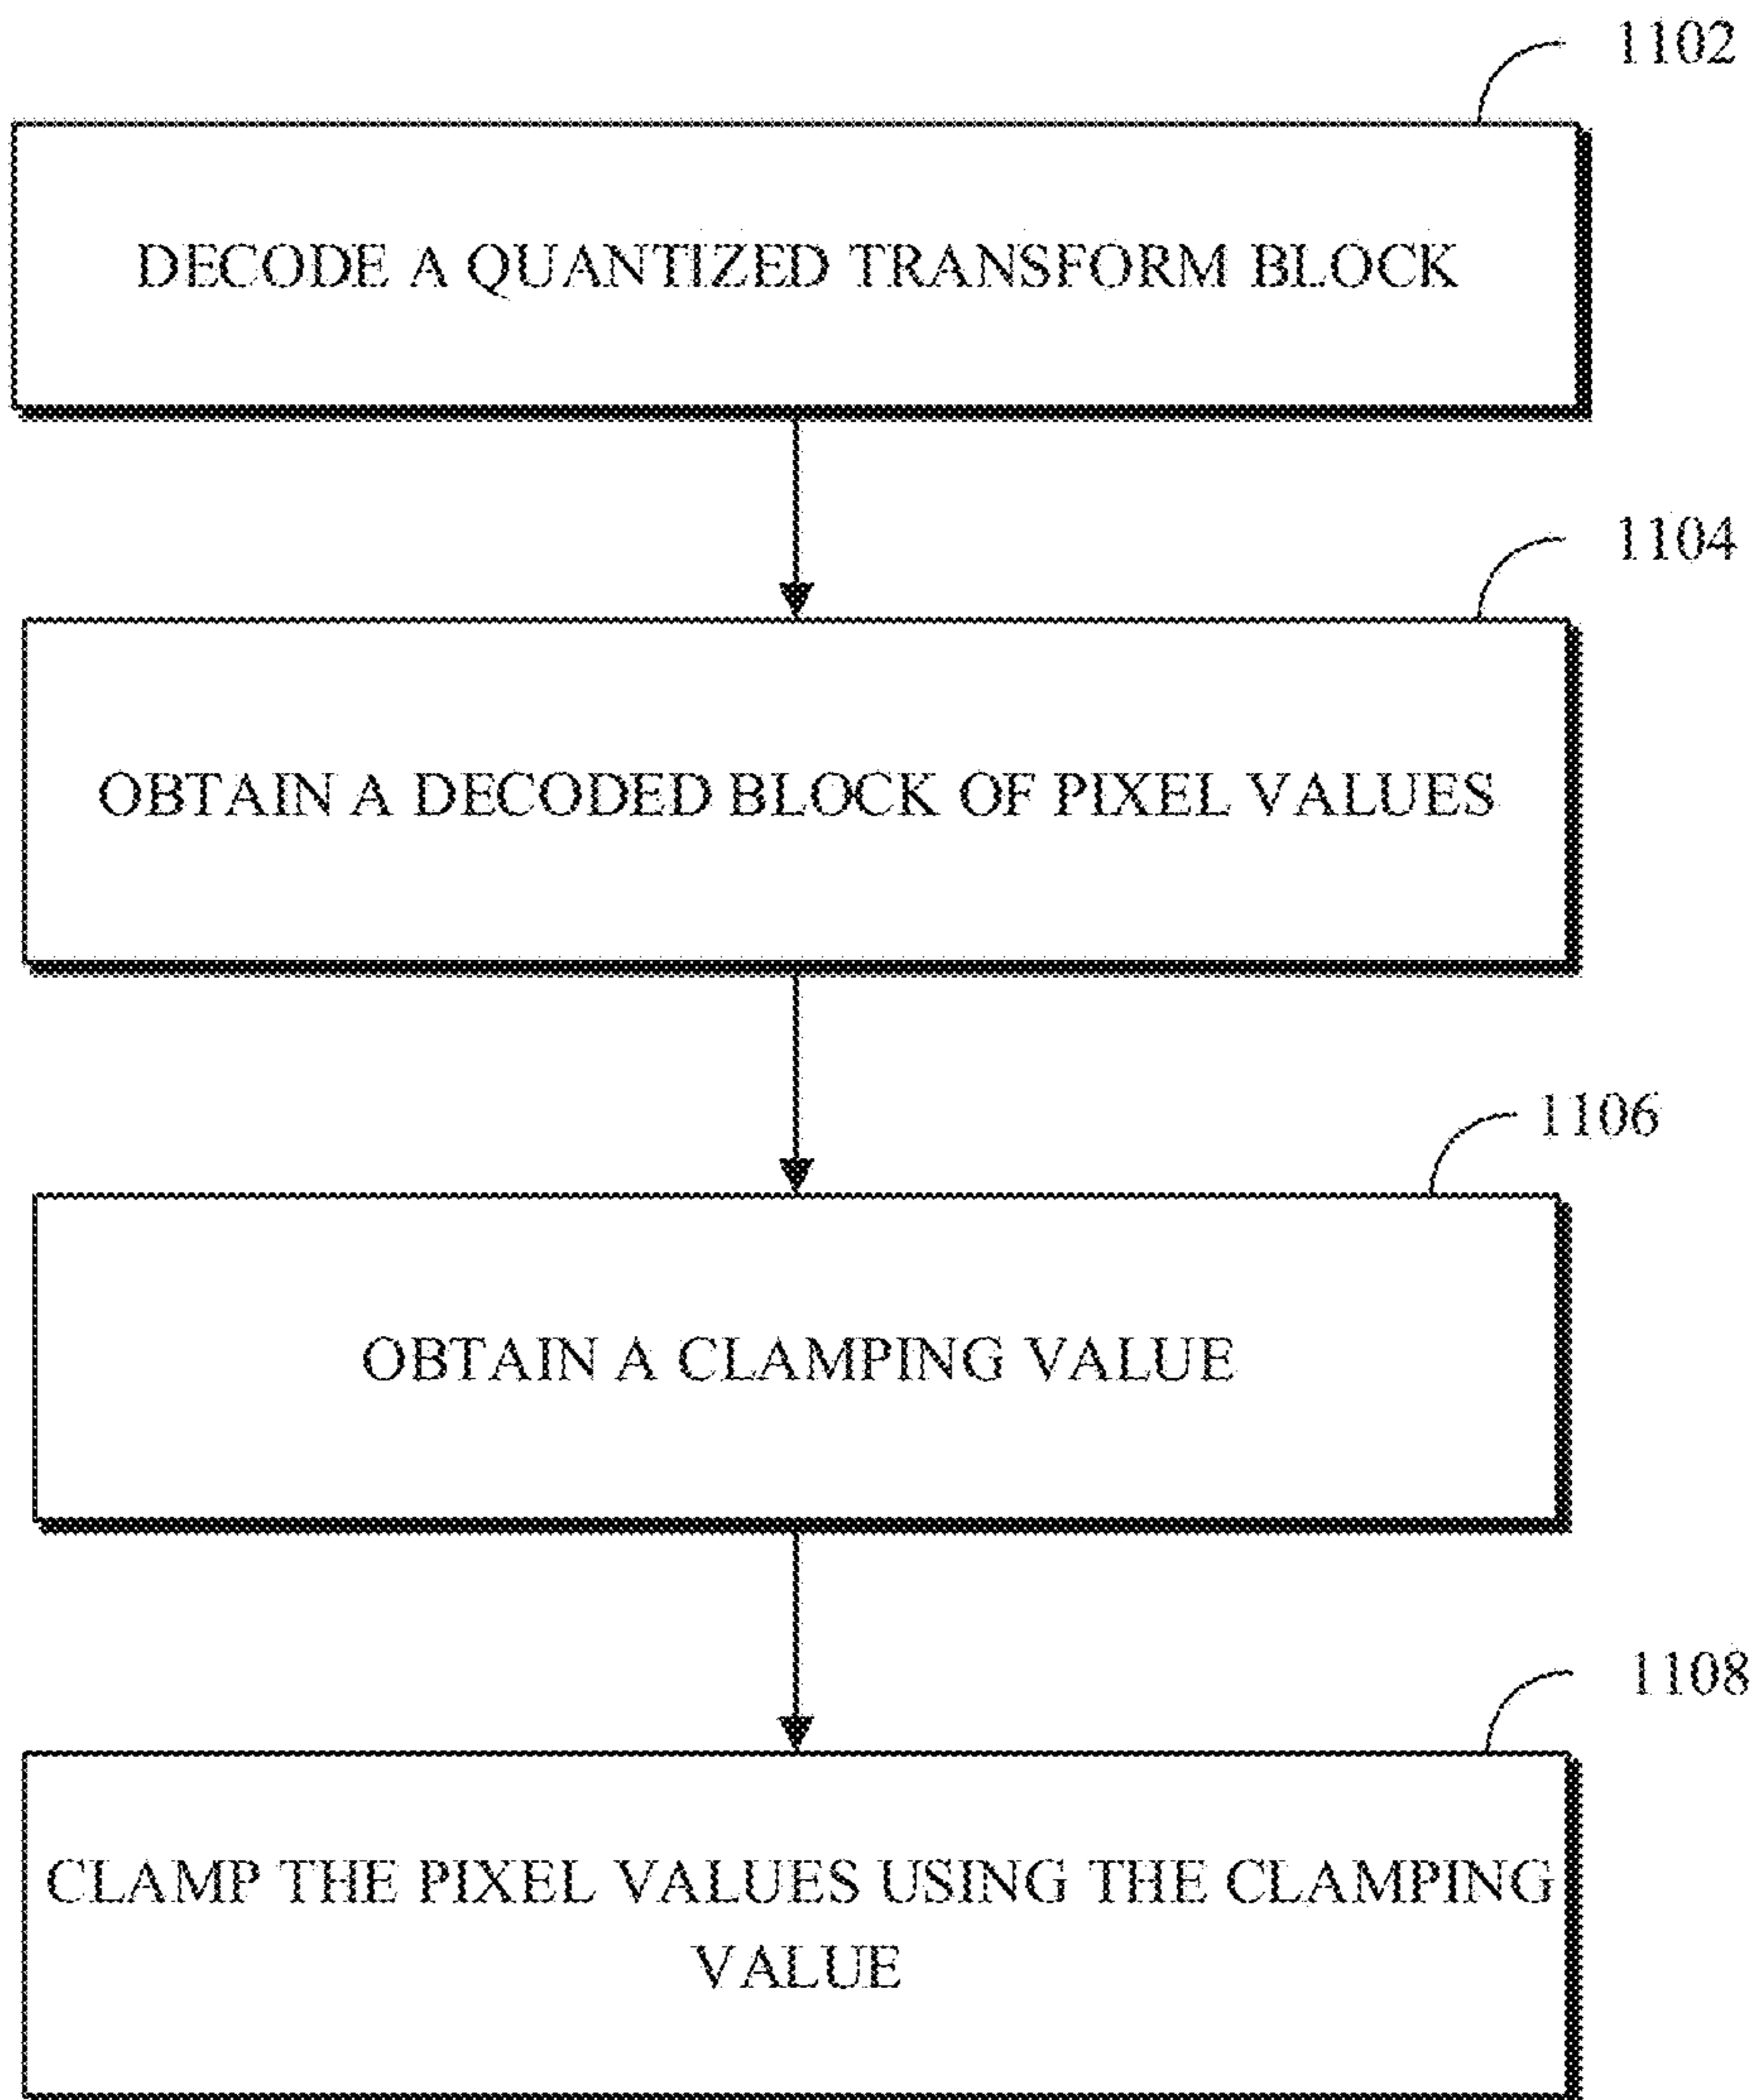 1102
DECODE A QUANTIZED TRANSFORM BLOCK
1104
OBTAIN A DECODED BLOCK OF PIXEL VALUES
1106
OBTAIN A CLAMPING VALUE
1108
CLAMP THE PIXEL VALUES USING THE CLAMPING
VALUE